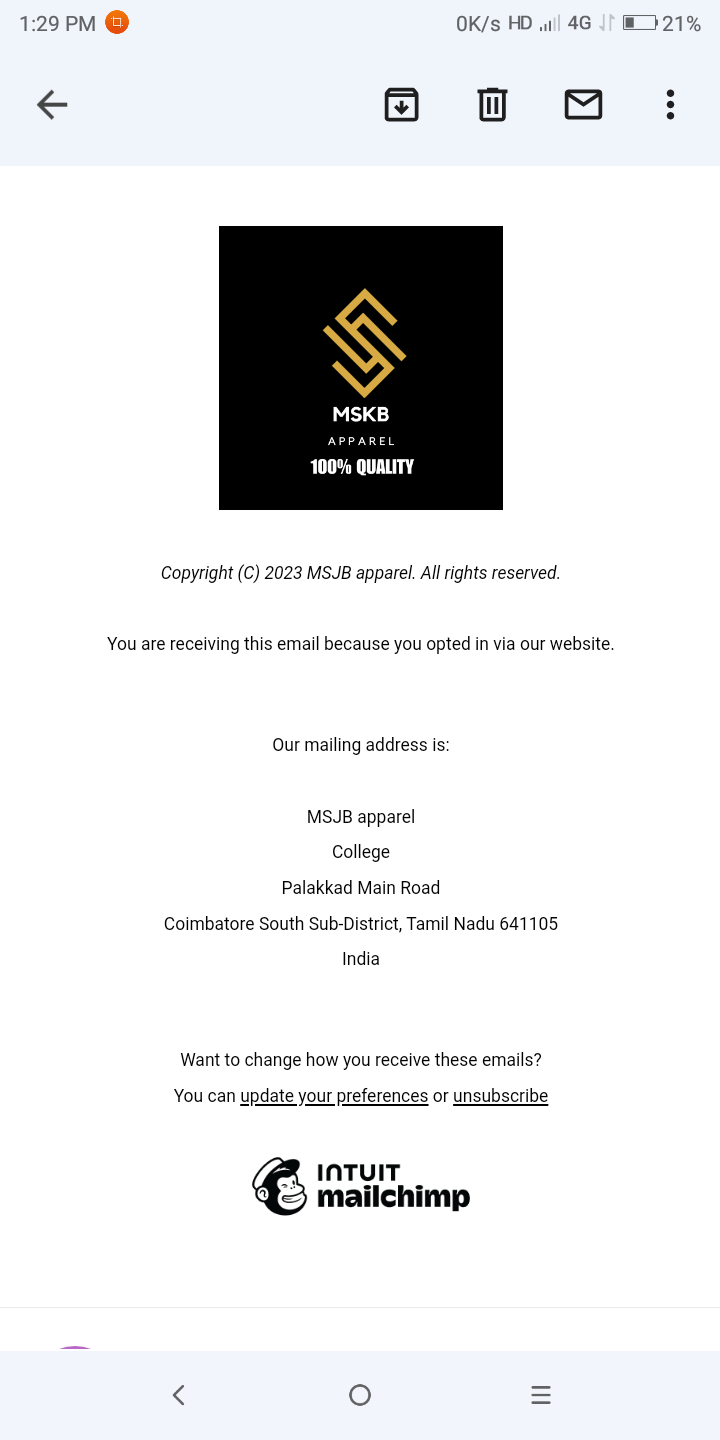 1:29 PM
0K/s HD 4G 21%
MSKB
APPAREL
100% QUALITY
Copyright (C) 2023 MSJB apparel. All rights reserved.
You are receiving this email because you opted in via our website.
Our mailing address is:
MSJB apparel
College
Palakkad Main Road
Coimbatore South Sub-District, Tamil Nadu 641105
India
Want to change how you receive these emails?
You can update your preferences or unsubscribe
INTUIT
mailchimp